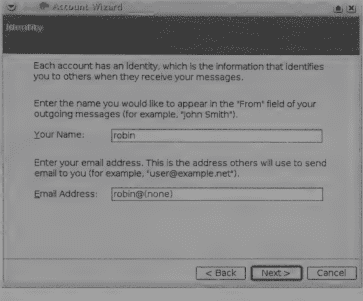 Account Wizard
Identity
Each account has an identity, which is the information that identifies
you to others when they receive your messages.
Enter the name you would like to appear in the "From" field of your
outgoing messages (for example, "John Smith").
Your Name:
robin
Enter your email address. This is the address others will use to send
email to you (for example, "user@example.net").
Email Address:
robin@(none)
< Back
Next >
Cancel